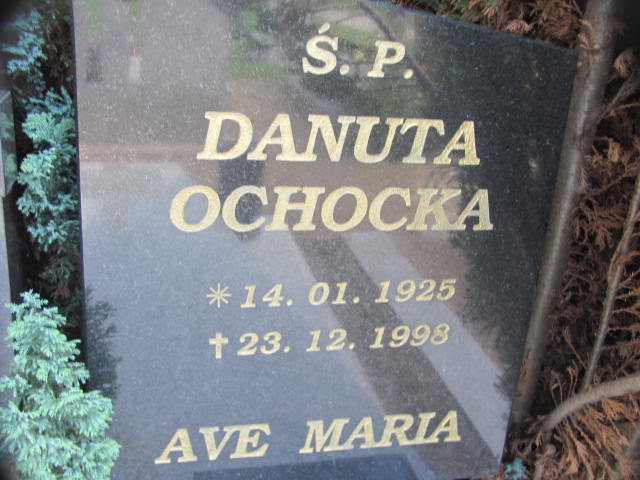 Ś. P.
DANUTA
OCHOCKA
* 14. 01. 1925
✝ 23. 12. 1998
AVE MARIA